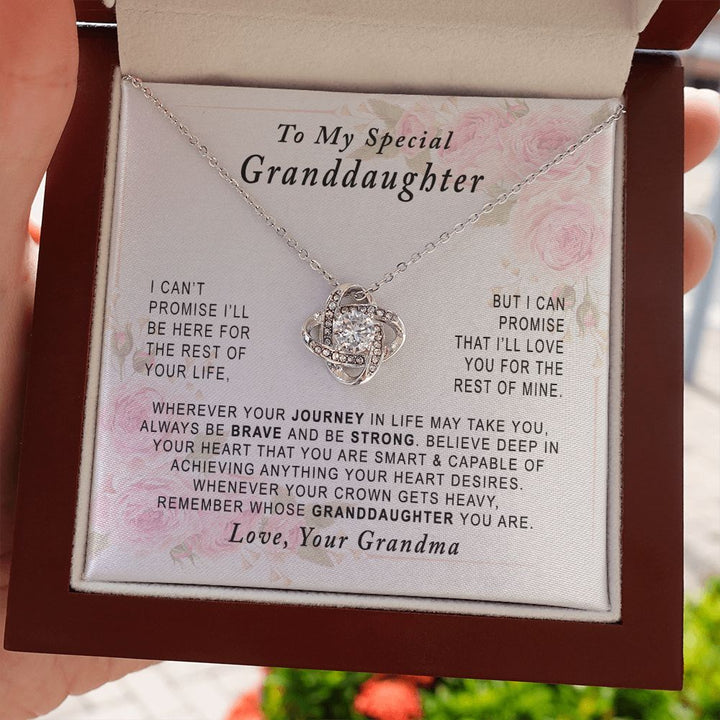 To My Special
Granddaughter
I CAN'T
PROMISE I'LL
BE HERE FOR
THE REST OF
YOUR LIFE,
BUT I CAN
PROMISE
THAT I'LL LOVE
YOU FOR THE
REST OF MINE.
WHEREVER YOUR JOURNEY IN LIFE MAY TAKE YOU,
ALWAYS BE BRAVE AND BE STRONG. BELIEVE DEEP IN
YOUR HEART THAT YOU ARE SMART & CAPABLE OF
ACHIEVING ANYTHING YOUR HEART DESIRES.
WHENEVER YOUR CROWN GETS HEAVY,
REMEMBER WHOSE GRANDDAUGHTER YOU ARE.
Love, Your Grandma